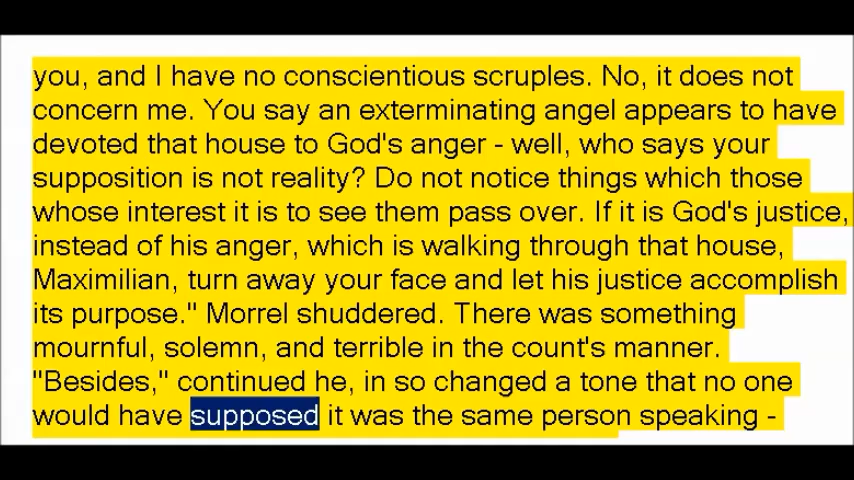 you, and I have no conscientious scruples. No, it does not
concern me. You say an exterminating angel appears to have
devoted that house to God's anger - well, who says your
supposition is not reality? Do not notice things which those
whose interest it is to see them pass over. If it is God's justice,
instead of his anger, which is walking through that house,
Maximilian, turn away your face and let his justice accomplish
its purpose." Morrel shuddered. There was something
mournful, solemn, and terrible in the count's manner.
"Besides," continued he, in so changed a tone that no one
would have supposed it was the same person speaking -